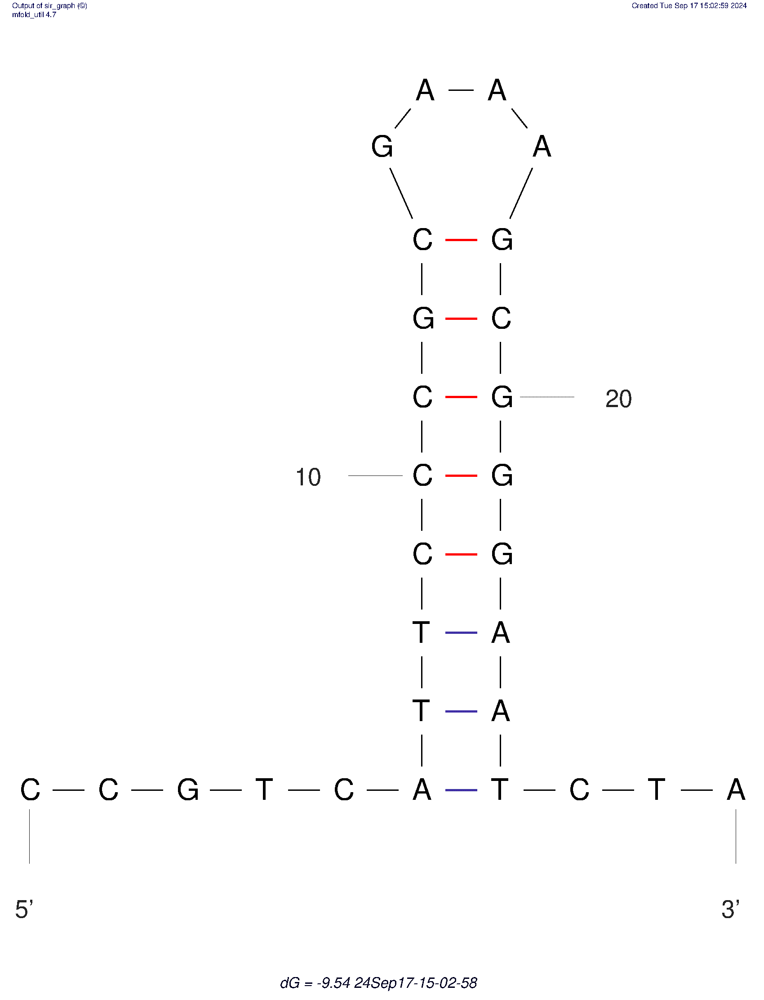 Output of sir_graph (©)
mfold_util 4.7
Created Tue Sep 17 15:02:59 2024
A A
G A
C G
G C
C G 20
10 C G
C G
T A
T A
C C G T C A T C T A
5' 3'
dG = -9.54 24Sep17-15-02-58